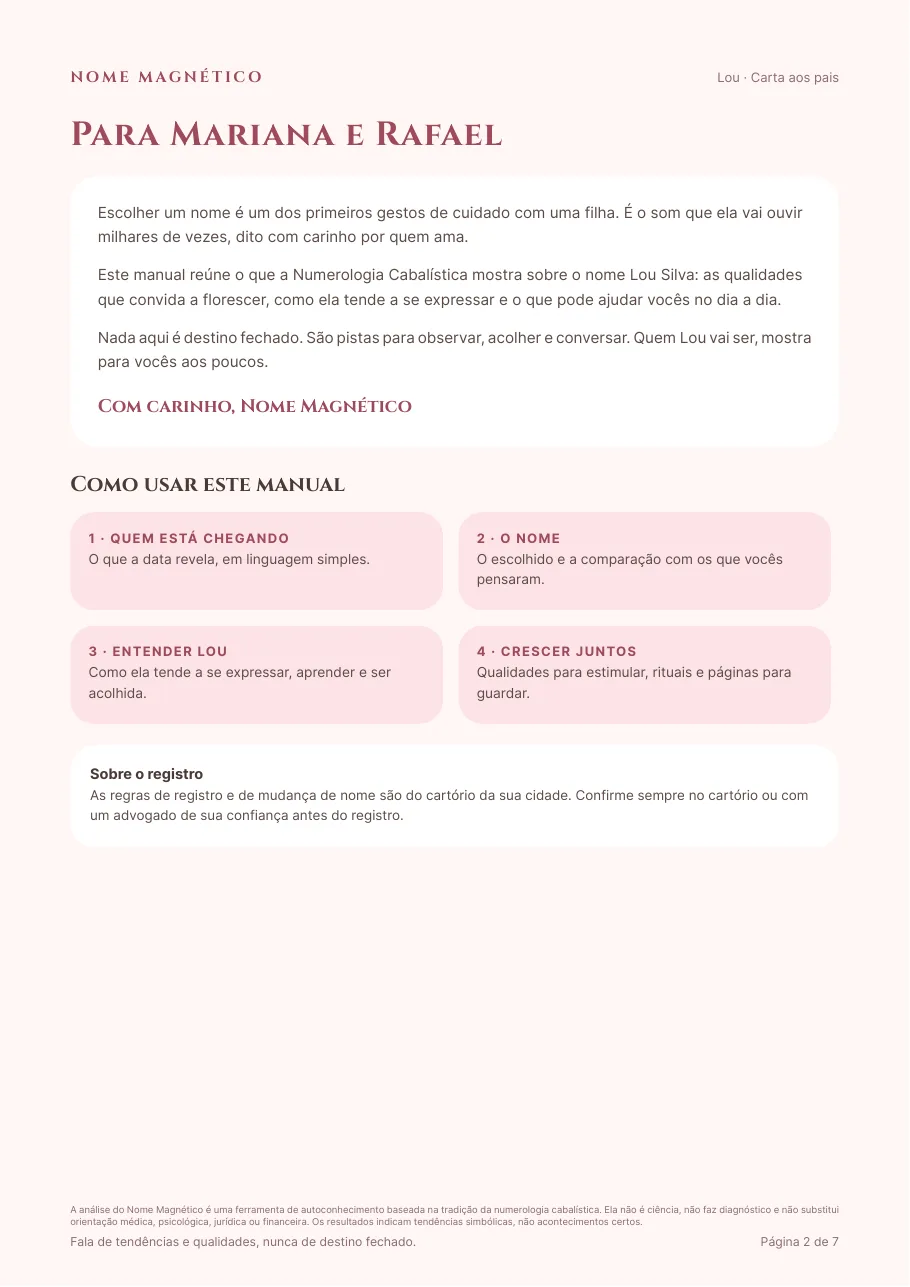 NOME MAGNÉTICO
Lou · Carta aos pais
Para Mariana e Rafael
Escolher um nome é um dos primeiros gestos de cuidado com uma filha. É o som que ela vai ouvir
milhares de vezes, dito com carinho por quem ama.
Este manual reúne o que a Numerologia Cabalística mostra sobre o nome Lou Silva: as qualidades
que convida a florescer, como ela tende a se expressar e o que pode ajudar vocês no dia a dia.
Nada aqui é destino fechado. São pistas para observar, acolher e conversar. Quem Lou vai ser, mostra
para vocês aos poucos.
Com carinho, Nome Magnético
Como usar este manual
1 · QUEM ESTÁ CHEGANDO
O que a data revela, em linguagem simples.
2 · O NOME
O escolhido e a comparação com os que vocês
pensaram.
3 · ENTENDER LOU
Como ela tende a se expressar, aprender e ser
acolhida.
4 · CRESCER JUNTOS
Qualidades para estimular, rituais e páginas para
guardar.
Sobre o registro
As regras de registro e de mudança de nome são do cartório da sua cidade. Confirme sempre no cartório ou com
um advogado de sua confiança antes do registro.
A análise do Nome Magnético é uma ferramenta de autoconhecimento baseada na tradição da numerologia cabalística. Ela não é ciência, não faz diagnóstico e não substitui
orientação médica, psicológica, jurídica ou financeira. Os resultados indicam tendências simbólicas, não acontecimentos certos.
Fala de tendências e qualidades, nunca de destino fechado.
Página 2 de 7